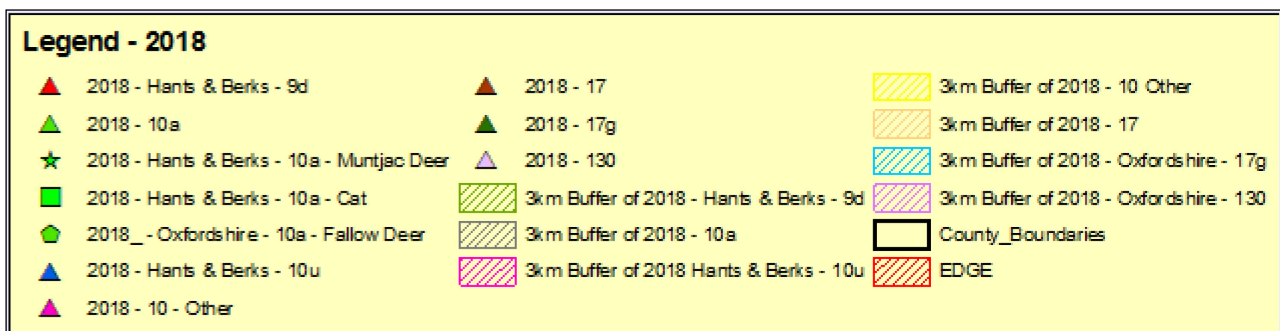 Legend - 2018
2018 - Hants & Berks - 9d
2018 - 10a
2018 - Hants & Berks - 10a - Muntjac Deer
2018 - Hants & Berks - 10a - Cat
2018_ - Oxfordshire - 10a - Fallow Deer
2018 - Hants & Berks - 10u
2018 - 10 - Other
2018 - 17
2018 - 17g
2018 - 130
3km Buffer of 2018 - Hants & Berks - 9d
3km Buffer of 2018 - 10a
3km Buffer of 2018 Hants & Berks - 10u
3km Buffer of 2018 - 10 Other
3km Buffer of 2018 - 17
3km Buffer of 2018 - Oxfordshire - 17g
3km Buffer of 2018 - Oxfordshire - 130
County_Boundaries
EDGE